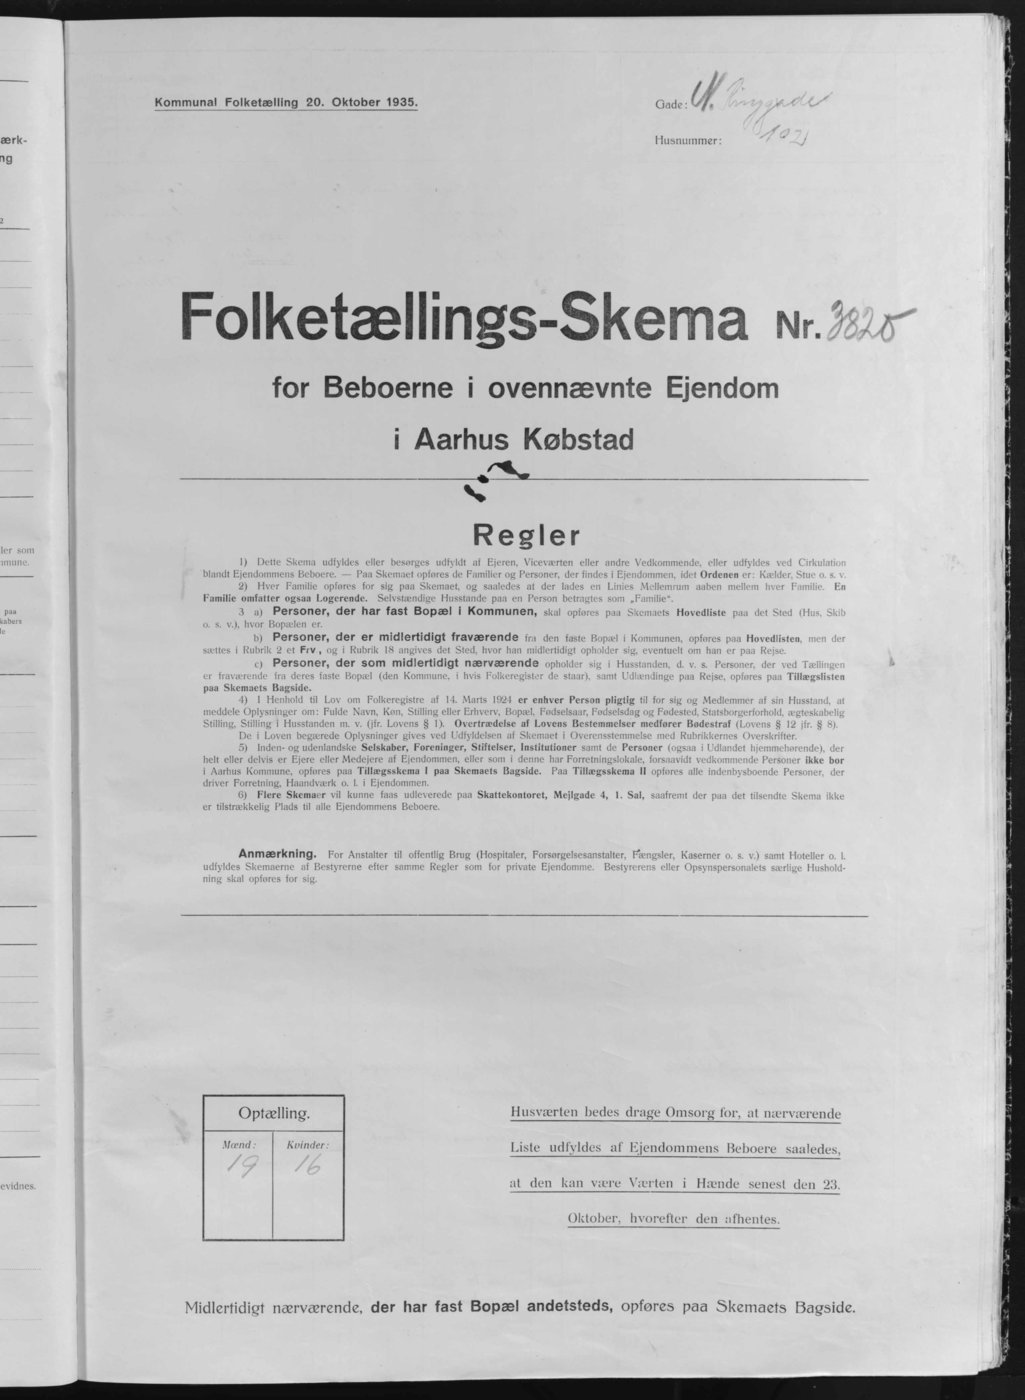 Kommunal Folketælling 20. Oktober 1935.
Gade: N. Ringgade
Husnummer: 102
Folketællings-Skema Nr. 3825
for Beboerne i ovennævnte Ejendom
i Aarhus Købstad
Regler
1) Dette Skema udfyldes eller besørges udfyldt af Ejeren, Viceværten eller andre Vedkommende, eller udfyldes ved Cirkulation
blandt Ejendommens Beboere. — Paa Skemaet opføres de Familier og Personer, der findes i Ejendommen, idet Ordenen er: Kælder, Stue o. s. v.
2) Hver Familie opføres for sig paa Skemaet, og saaledes at der lades en Linies Mellemrum aaben mellem hver Familie. En
Familie omfatter ogsaa Logerende. Selvstændige Husstande paa en Person betragtes som „Familie“.
3 a) Personer, der har fast Bopæl i Kommunen, skal opføres paa Skemaets Hovedliste paa det Sted (Hus, Skib
o. s. v.), hvor Bopælen er.
b) Personer, der er midlertidigt fraværende fra den faste Bopæl i Kommunen, opføres paa Hovedlisten, men der
sættes i Rubrik 2 et Frv., og i Rubrik 18 angives det Sted, hvor han midlertidigt opholder sig, eventuelt om han er paa Rejse.
c) Personer, der som midlertidigt nærværende opholder sig i Husstanden, d. v. s. Personer, der ved Tællingen
er fraværende fra deres faste Bopæl (den Kommune, i hvis Folkeregister de staar), samt Udlændinge paa Rejse, opføres paa Tillægslisten
paa Skemaets Bagside.
4) I Henhold til Lov om Folkeregistre af 14. Marts 1924 er enhver Person pligtig til for sig og Medlemmer af sin Husstand, at
meddele Oplysninger om: Fulde Navn, Køn, Stilling eller Erhverv, Bopæl, Fødselsaar, Fødselsdag og Fødested, Statsborgerforhold, ægteskabelig
Stilling, Stilling i Husstanden m. v. (jfr. Lovens § 1). Overtrædelse af Lovens Bestemmelser medfører Bødestraf (Lovens § 12 jfr. § 8).
De i Loven begærede Oplysninger gives ved Udfyldelsen af Skemaet i Overensstemmelse med Rubrikkernes Overskrifter.
5) Inden- og udenlandske Selskaber, Foreninger, Stiftelser, Institutioner samt de Personer (ogsaa i Udlandet hjemmehørende), der
helt eller delvis er Ejere eller Medejere af Ejendommen, eller som i denne har Forretningslokale, forsaavidt vedkommende Personer ikke bor
i Aarhus Kommune, opføres paa Tillægsskema I paa Skemaets Bagside. Paa Tillægsskema II opføres alle indenbysboende Personer, der
driver Forretning, Haandværk o. l. i Ejendommen.
6) Flere Skemaer vil kunne faas udleverede paa Skattekontoret, Mejlgade 4, 1. Sal, saafremt der paa det tilsendte Skema ikke
er tilstrækkelig Plads til alle Ejendommens Beboere.
Anmærkning. For Anstalter til offentlig Brug (Hospitaler, Forsørgelsesanstalter, Fængsler, Kaserner o. s. v.) samt Hoteller o. l.
udfyldes Skemaerne af Bestyrerne efter samme Regler som for private Ejendomme. Bestyrerens eller Opsynspersonalets særlige Hushold-
ning skal opføres for sig.
Optælling.
Mænd: Kvinder:
19 16
Husværten bedes drage Omsorg for, at nærværende
Liste udfyldes af Ejendommens Beboere saaledes,
at den kan være Værten i Hænde senest den 23.
Oktober, hvorefter den afhentes.
Midlertidigt nærværende, der har fast Bopæl andetsteds, opføres paa Skemaets Bagside.